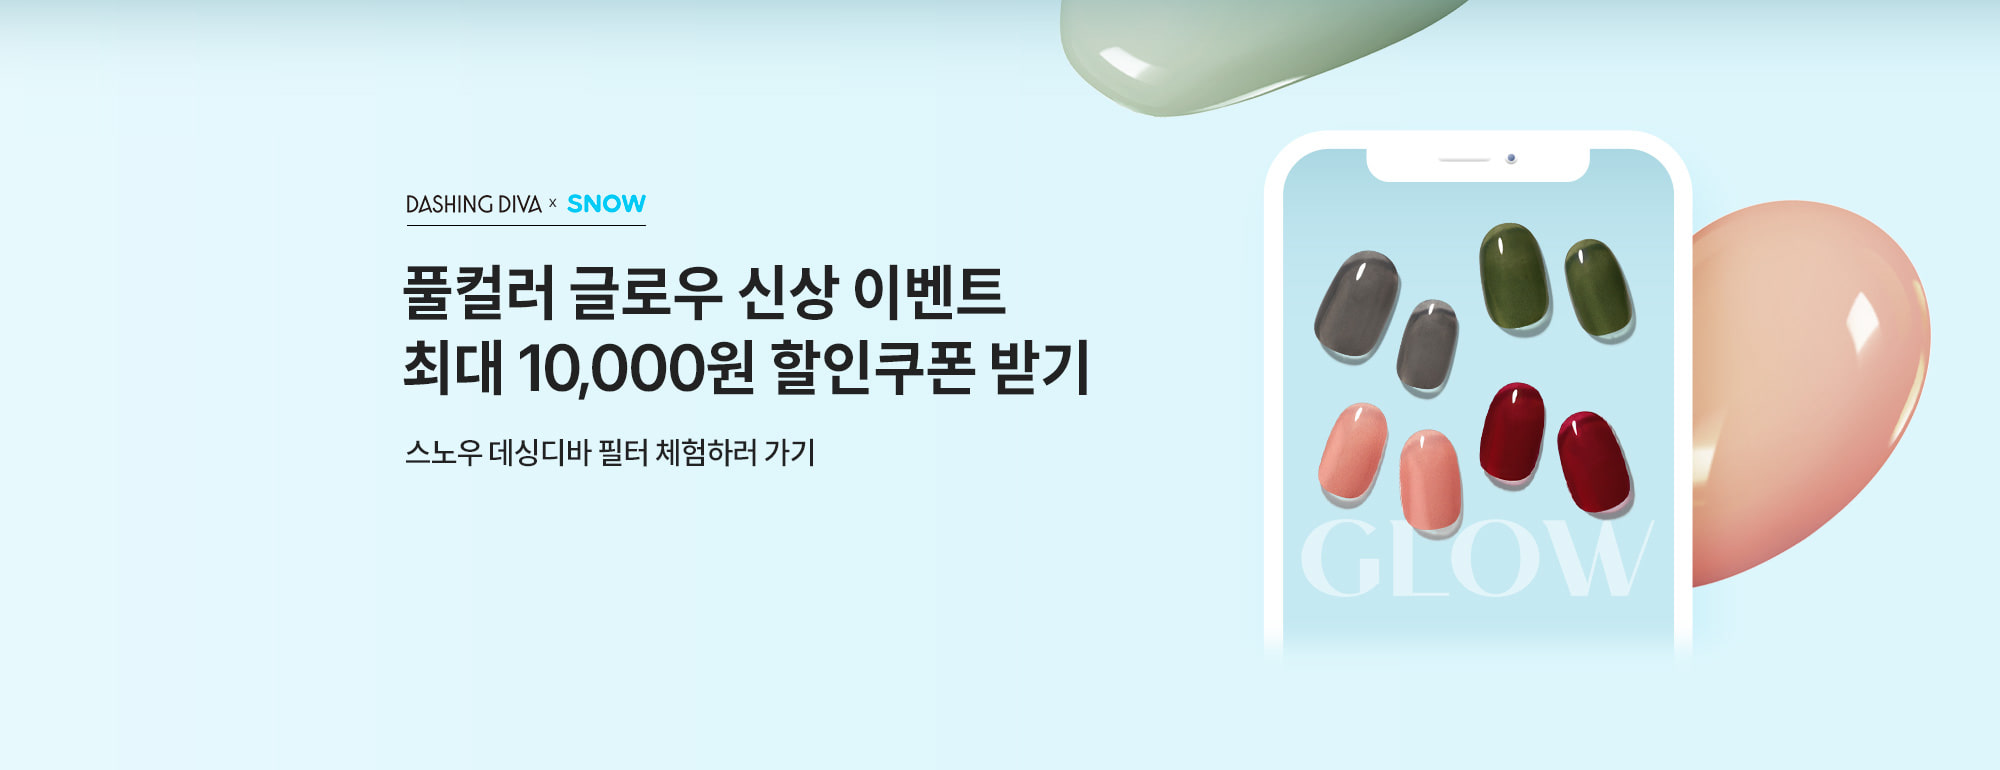 DASHING DIVA x SNOW
풀컬러 글로우 신상 이벤트
최대 10,000원 할인쿠폰 받기
스노우 데싱디바 필터 체험하러 가기
GLOW